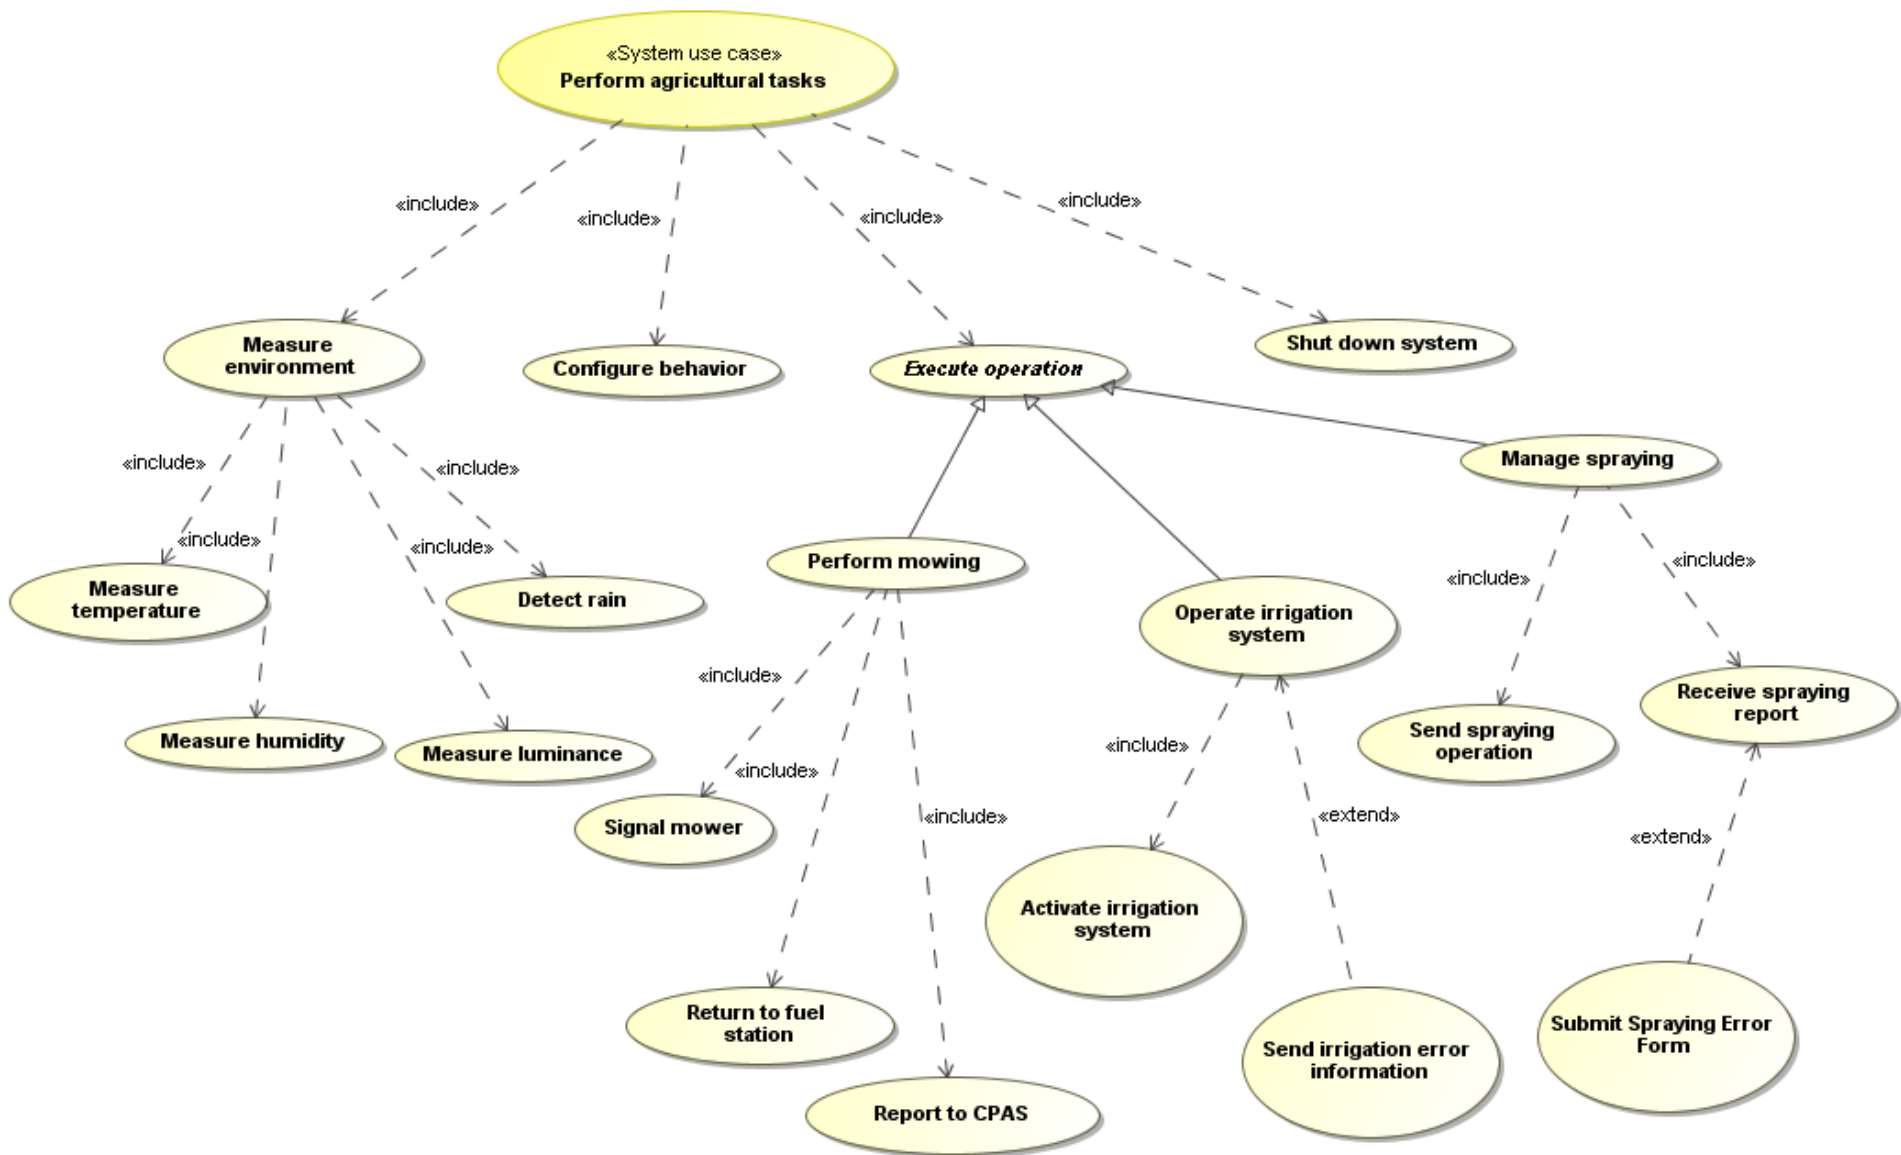 «System use case»
Perform agricultural tasks
«include»
«include»
«include»
«include»
Measure
environment
Configure behavior
Execute operation
Shut down system
«include»
«include»
Manage spraying
«include»
«include»
Perform mowing
«include»
«include»
Measure
temperature
Detect rain
Operate irrigation
system
«include»
Receive spraying
report
Measure humidity
Measure luminance
Send spraying
operation
«include»
«include»
Signal mower
«include»
«extend»
«extend»
Activate irrigation
system
Return to fuel
station
Submit Spraying Error
Form
Send irrigation error
information
Report to CPAS